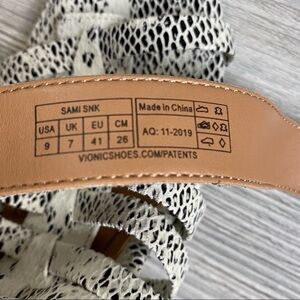 SAMI SNK
USA UK EU CM
9 7 41 26
Made in China
AQ: 11-2019
VIONICSHOES.COM/PATENTS